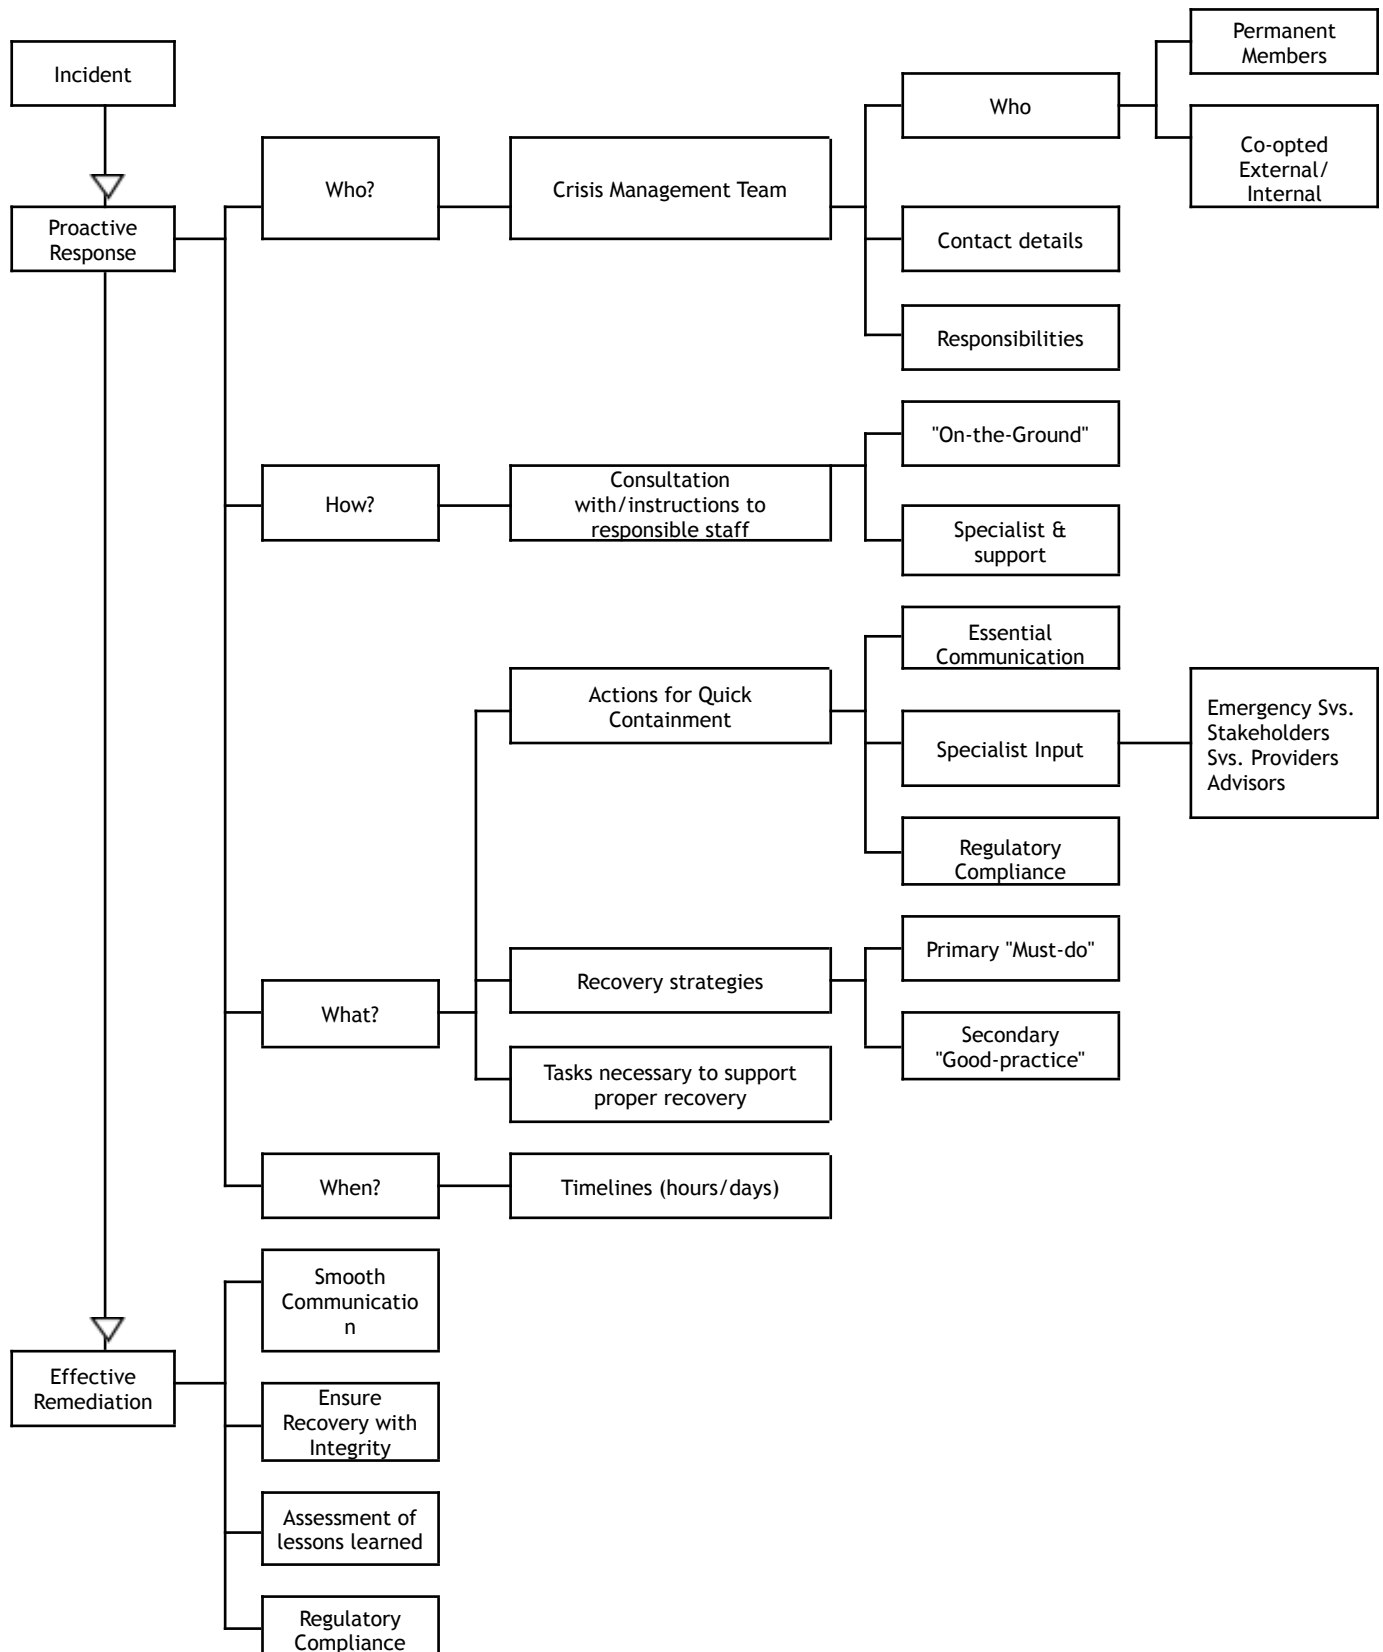 Incident
Proactive
Response
Who?
Crisis Management Team
Who
Permanent
Members
Co-opted
External/
Internal
Contact details
Responsibilities
How?
Consultation
with/instructions to
responsible staff
"On-the-Ground"
Specialist &
support
What?
Actions for Quick
Containment
Essential
Communication
Specialist Input
Emergency Svs.
Stakeholders
Svs. Providers
Advisors
Regulatory
Compliance
Recovery strategies
Primary "Must-do"
Secondary
"Good-practice"
Tasks necessary to support
proper recovery
When?
Timelines (hours/days)
Effective
Remediation
Smooth
Communicatio
n
Ensure
Recovery with
Integrity
Assessment of
lessons learned
Regulatory
Compliance